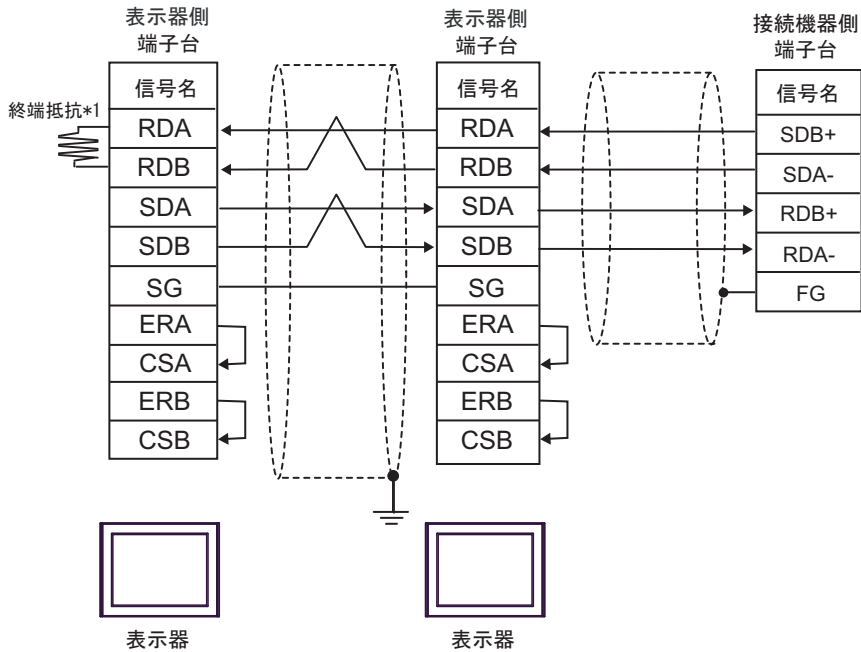 表示器側
端子台
信号名
RDA
RDB
SDA
SDB
SG
ERA
CSA
ERB
CSB
終端抵抗*1
表示器側
端子台
信号名
RDA
RDB
SDA
SDB
SG
ERA
CSA
ERB
CSB
接続機器側
端子台
信号名
SDB+
SDA-
RDB+
RDA-
FG
表示器
表示器